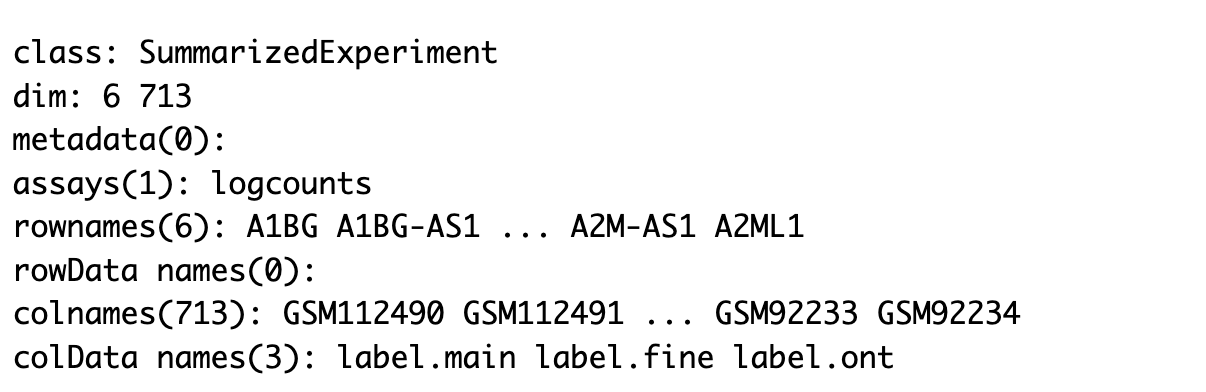 class: SummarizedExperiment
dim: 6 713
metadata(0):
assays(1): logcounts
rownames(6): A1BG A1BG-AS1 ... A2M-AS1 A2ML1
rowData names(0):
colnames(713): GSM112490 GSM112491 ... GSM92233 GSM92234
colData names(3): label.main label.fine label.ont